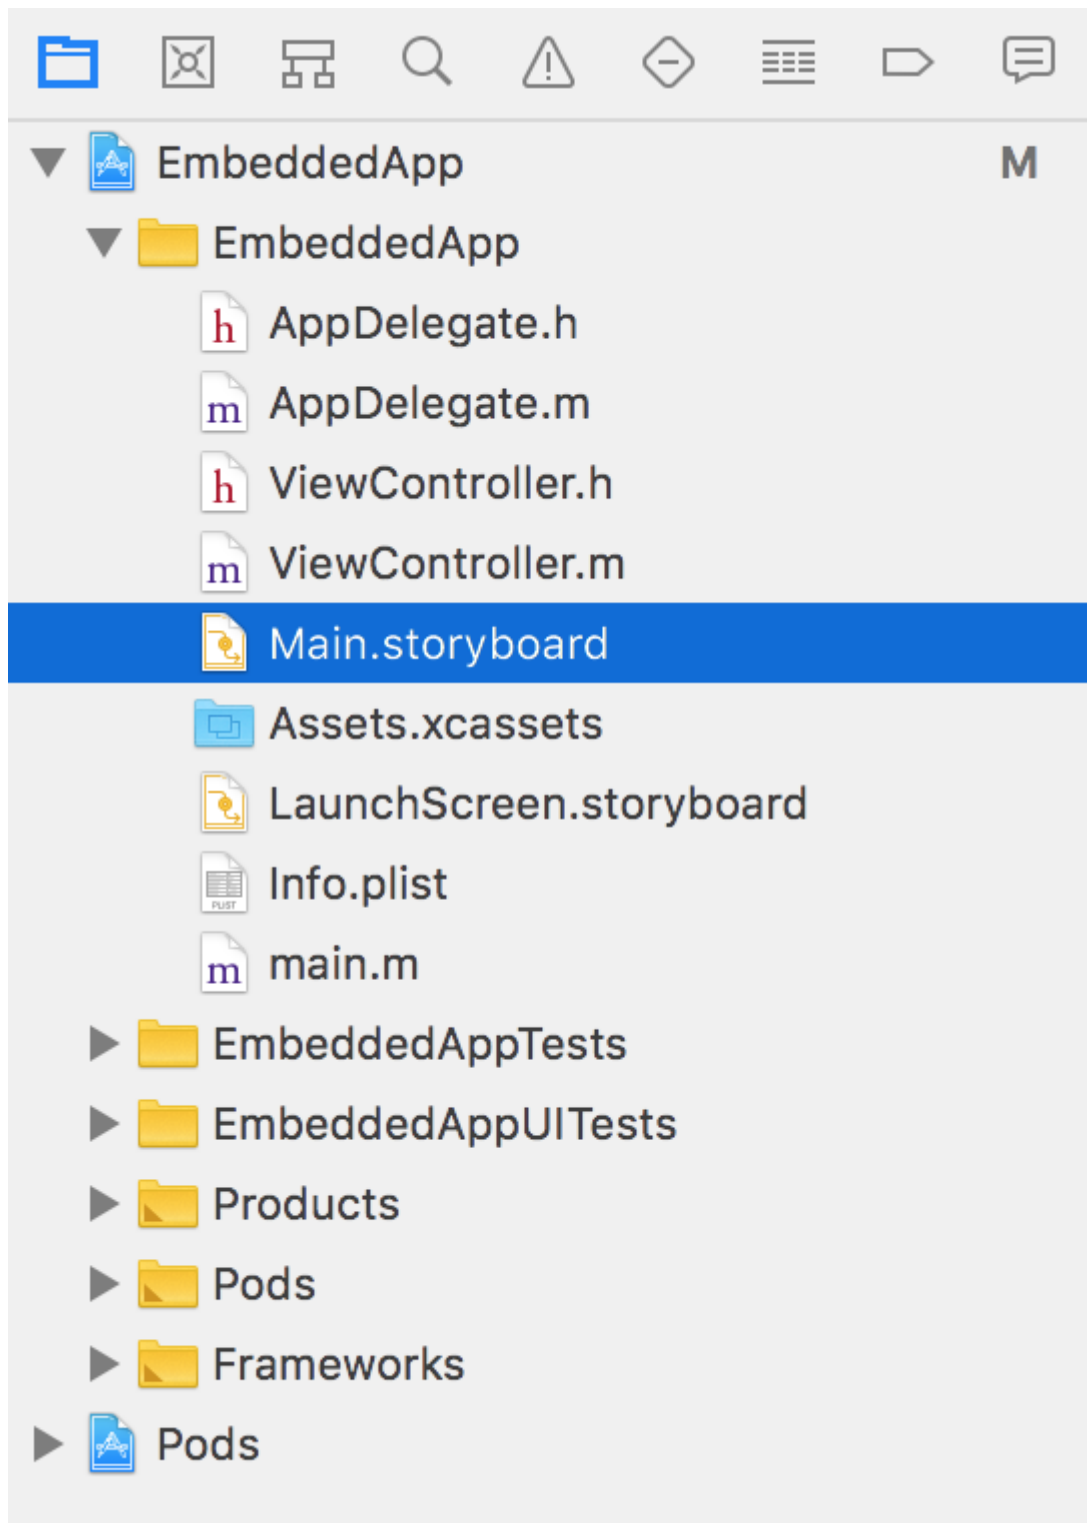 EmbeddedApp M
EmbeddedApp
h AppDelegate.h
m AppDelegate.m
h ViewController.h
m ViewController.m
Main.storyboard
Assets.xcassets
LaunchScreen.storyboard
PLIST Info.plist
m main.m
EmbeddedAppTests
EmbeddedAppUITests
Products
Pods
Frameworks
Pods